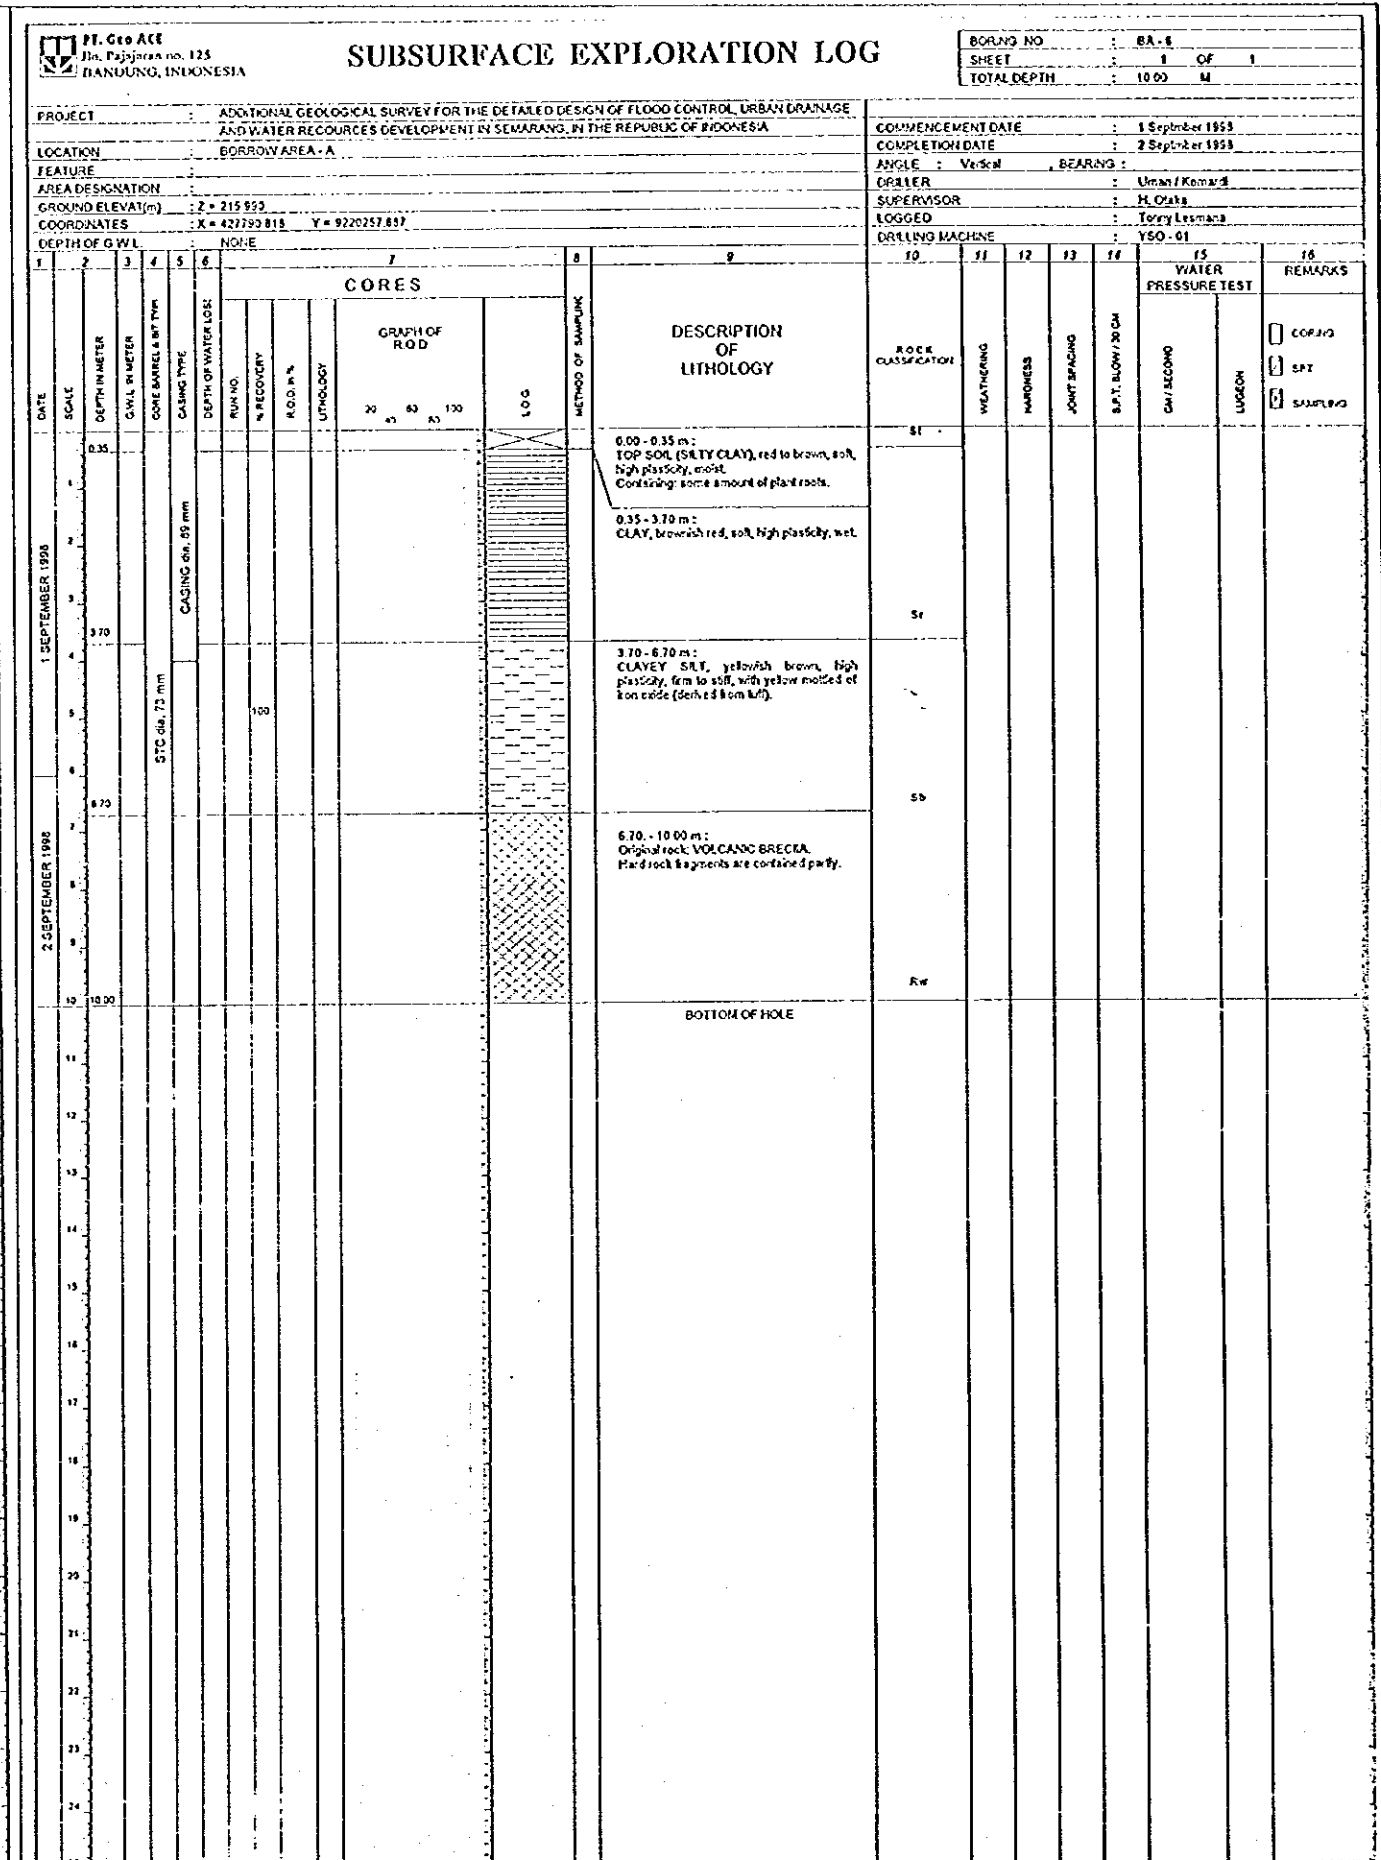 PT. Geo ACE
Jln. Pajajaran no. 125
BANDUNG, INDONESIA
SUBSURFACE EXPLORATION LOG
BORING NO : BA - 6
SHEET : 1 OF 1
TOTAL DEPTH : 10.00 M
PROJECT : ADDITIONAL GEOLOGICAL SURVEY FOR THE DETAILED DESIGN OF FLOOD CONTROL, URBAN DRAINAGE
AND WATER RECOURCES DEVELOPMENT IN SEMARANG, IN THE REPUBLIC OF INDONESIA
LOCATION : BORROW AREA - A
FEATURE :
AREA DESIGNATION :
GROUND ELEVAT(m) : Z =
COORDINATES : X = Y =
DEPTH OF G.W.L. : NONE
COMMENCEMENT DATE : 1 September 1998
COMPLETION DATE : 2 September 1998
ANGLE : Vertical , BEARING :
DRILLER : Uman / Komardi
SUPERVISOR : H. Otaka
LOGGED : Tonny Lesmana
DRILLING MACHINE : YSO - 01
1 2 3 4 5 6 7 8 9 10 11 12 13 14 15 16
DATE
SCALE
DEPTH IN METER
G.W.L. IN METER
CORE BARREL & BIT TYPE
CASING TYPE
DEPTH OF WATER LOSS
CORES
RUN NO.
% RECOVERY
R.Q.D. in %
LITHOLOGY
GRAPH OF
R.Q.D
20 60 100
40 80
LOG
METHOD OF SAMPLING
DESCRIPTION
OF
LITHOLOGY
ROCK
CLASSIFICATION
WEATHERING
HARDNESS
JOINT SPACING
S.P.T. BLOW / 30 CM
WATER
PRESSURE TEST
CM / SECOND
LUGEON
REMARKS
CORING
SPT
SAMPLING
1 SEPTEMBER 1998
2 SEPTEMBER 1998
CASING dia, 89 mm
STC dia, 73 mm
100
0.35
3.70
6.70
10.00
0.00 - 0.35 m :
TOP SOIL (SILTY CLAY), red to brown, soft,
high plasticity, moist.
Containing: some amount of plant roots.
St
0.35 - 3.70 m :
CLAY, brownish red, soft, high plasticity, wet.
Sr
3.70 - 6.70 m :
CLAYEY SILT, yellowish brown, high
plasticity, firm to stiff, with yellow mottled of
iron oxide (derived from tuff).
Sb
6.70. - 10.00 m :
Original rock; VOLCANIC BRECIA.
Hard rock fragments are contained partly.
Rw
BOTTOM OF HOLE
1
2
3
4
5
6
7
8
9
10
11
12
13
14
15
16
17
18
19
20
21
22
23
24